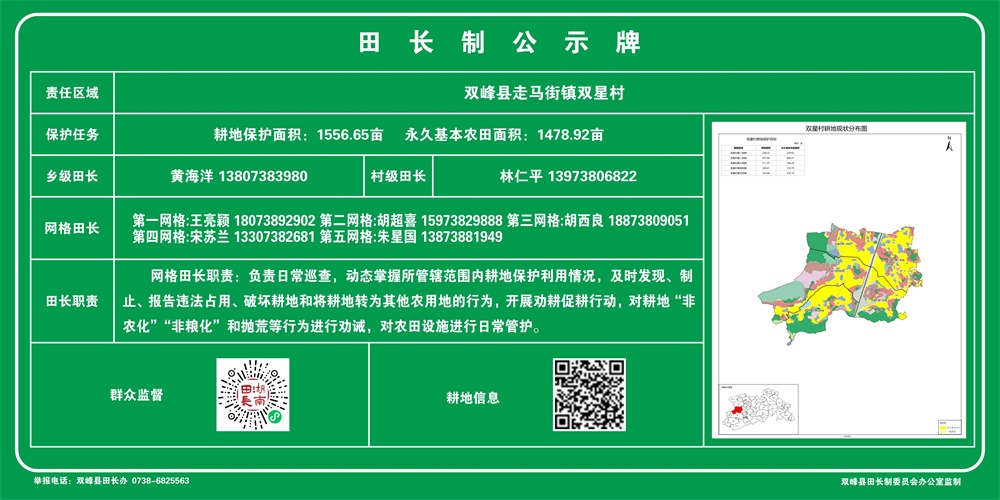 田长制公示牌
责任区域
双峰县走马街镇双星村
保护任务
耕地保护面积：1556.65亩 永久基本农田面积：1478.92亩
乡级田长
黄海洋 13807383980
村级田长
林仁平 13973806822
网格田长
第一网格:王亮颖 18073892902 第二网格:胡超喜 15973829888 第三网格:胡西良 18873809051
第四网格:宋苏兰 13307382681 第五网格:朱星国 13873881949
田长职责
网格田长职责：负责日常巡查，动态掌握所管辖范围内耕地保护利用情况，及时发现、制
止、报告违法占用、破坏耕地和将耕地转为其他农用地的行为，开展劝耕促耕行动，对耕地“非
农化”“非粮化”和抛荒等行为进行劝诫，对农田设施进行日常管护。
群众监督
湖南田长
耕地信息
双星村耕地现状分布图
N
举报电话：双峰县田长办 0738-6825563
双峰县田长制委员会办公室监制